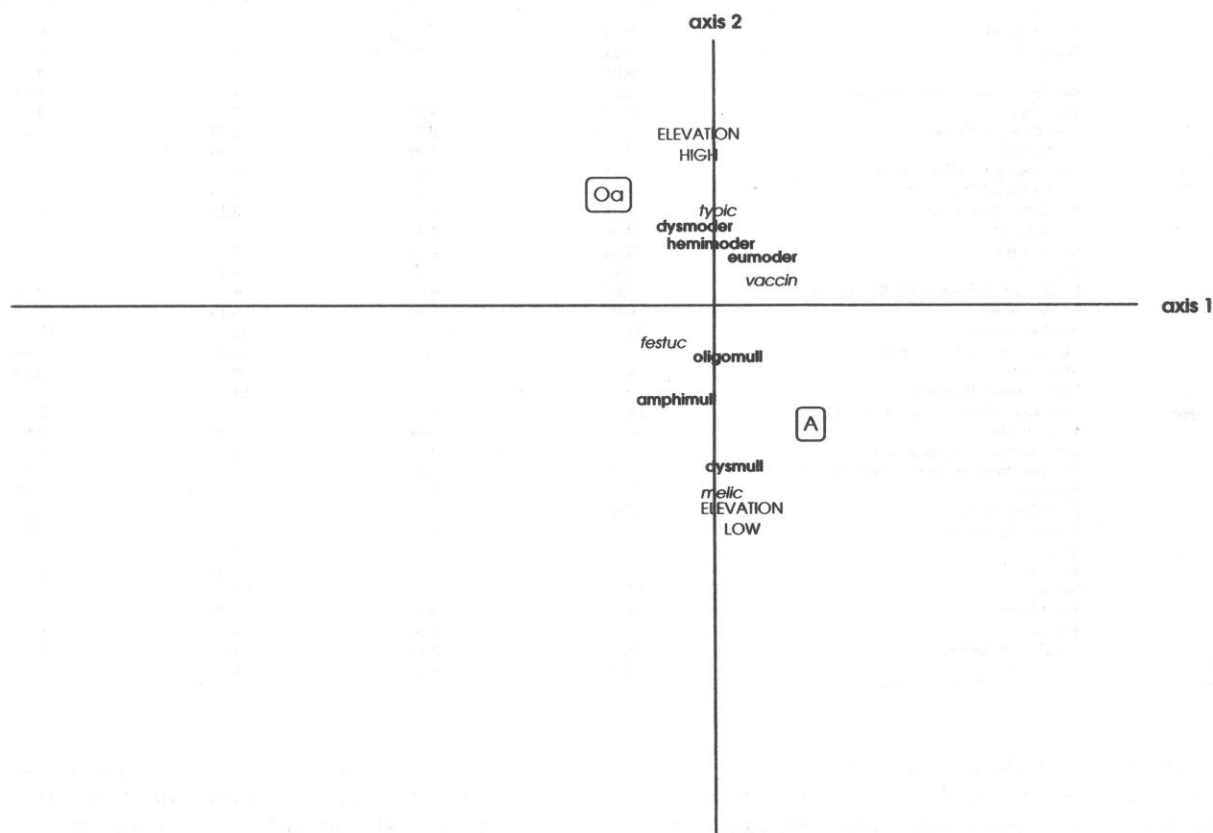 axis 2
ELEVATION
HIGH
Oa
typic
dysmoder
hemimoder
eumoder
vaccin
axis 1
festuc
oligomull
amphimull
A
dysmull
melic
ELEVATION
LOW